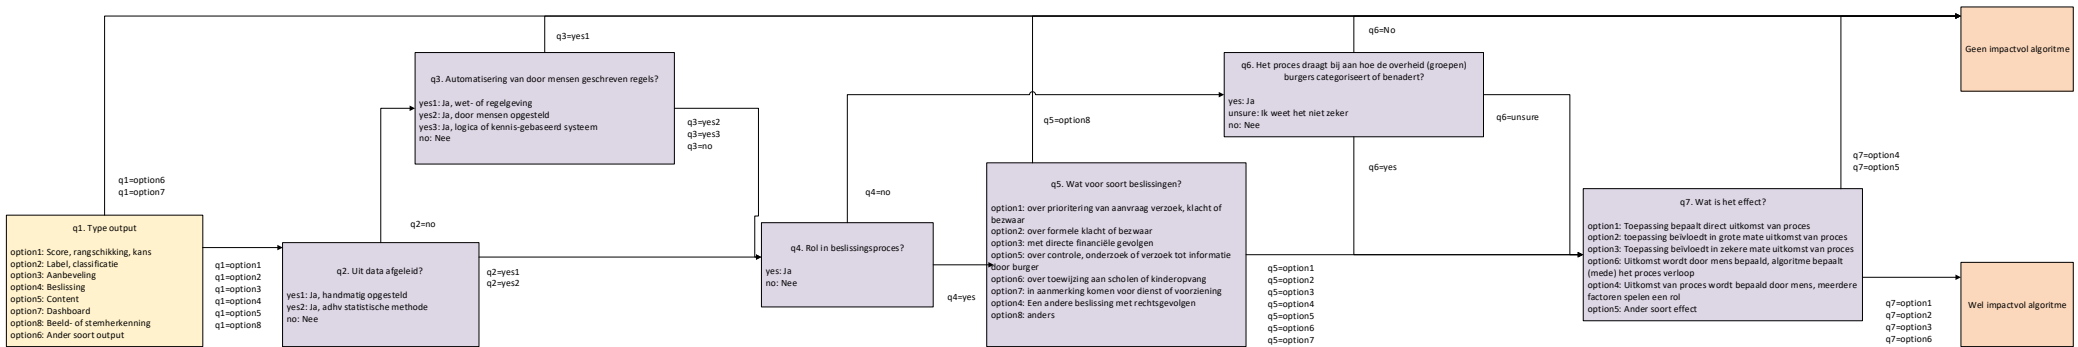 q1. Type output
option1: Score, rangschikking, kans
option2: Label, classificatie
option3: Aanbeveling
option4: Beslissing
option5: Content
option7: Dashboard
option8: Beeld- of stemherkenning
option6: Ander soort output
q1=option6
q1=option7
q1=option1
q1=option2
q1=option3
q1=option4
q1=option5
q1=option8
q2. Uit data afgeleid?
yes1: Ja, handmatig opgesteld
yes2: Ja, adhv statistische methode
no: Nee
q2=no
q2=yes1
q2=yes2
q3. Automatisering van door mensen geschreven regels?
yes1: Ja, wet- of regelgeving
yes2: Ja, door mensen opgesteld
yes3: Ja, logica of kennis-gebaseerd systeem
no: Nee
q3=yes1
q3=yes2
q3=yes3
q3=no
q4. Rol in beslissingsproces?
yes: Ja
no: Nee
q4=no
q4=yes
q5. Wat voor soort beslissingen?
option1: over prioritering van aanvraag verzoek, klacht of
bezwaar
option2: over formele klacht of bezwaar
option3: met directe financiële gevolgen
option5: over controle, onderzoek of verzoek tot informatie
door burger
option6: over toewijzing aan scholen of kinderopvang
option7: in aanmerking komen voor dienst of voorziening
option4: Een andere beslissing met rechtsgevolgen
option8: anders
q5=option8
q5=option1
q5=option2
q5=option3
q5=option4
q5=option5
q5=option6
q5=option7
q6. Het proces draagt bij aan hoe de overheid (groepen)
burgers categoriseert of benadert?
yes: Ja
unsure: Ik weet het niet zeker
no: Nee
q6=No
q6=unsure
q6=yes
q7. Wat is het effect?
option1: Toepassing bepaalt direct uitkomst van proces
option2: toepassing beïvloedt in grote mate uitkomst van proces
option3: Toepassing beïvloedt in zekere mate uitkomst van proces
option6: Uitkomst wordt door mens bepaald, algoritme bepaalt
(mede) het proces verloop
option4: Uitkomst van proces wordt bepaald door mens, meerdere
factoren spelen een rol
option5: Ander soort effect
q7=option4
q7=option5
q7=option1
q7=option2
q7=option3
q7=option6
Geen impactvol algoritme
Wel impactvol algoritme